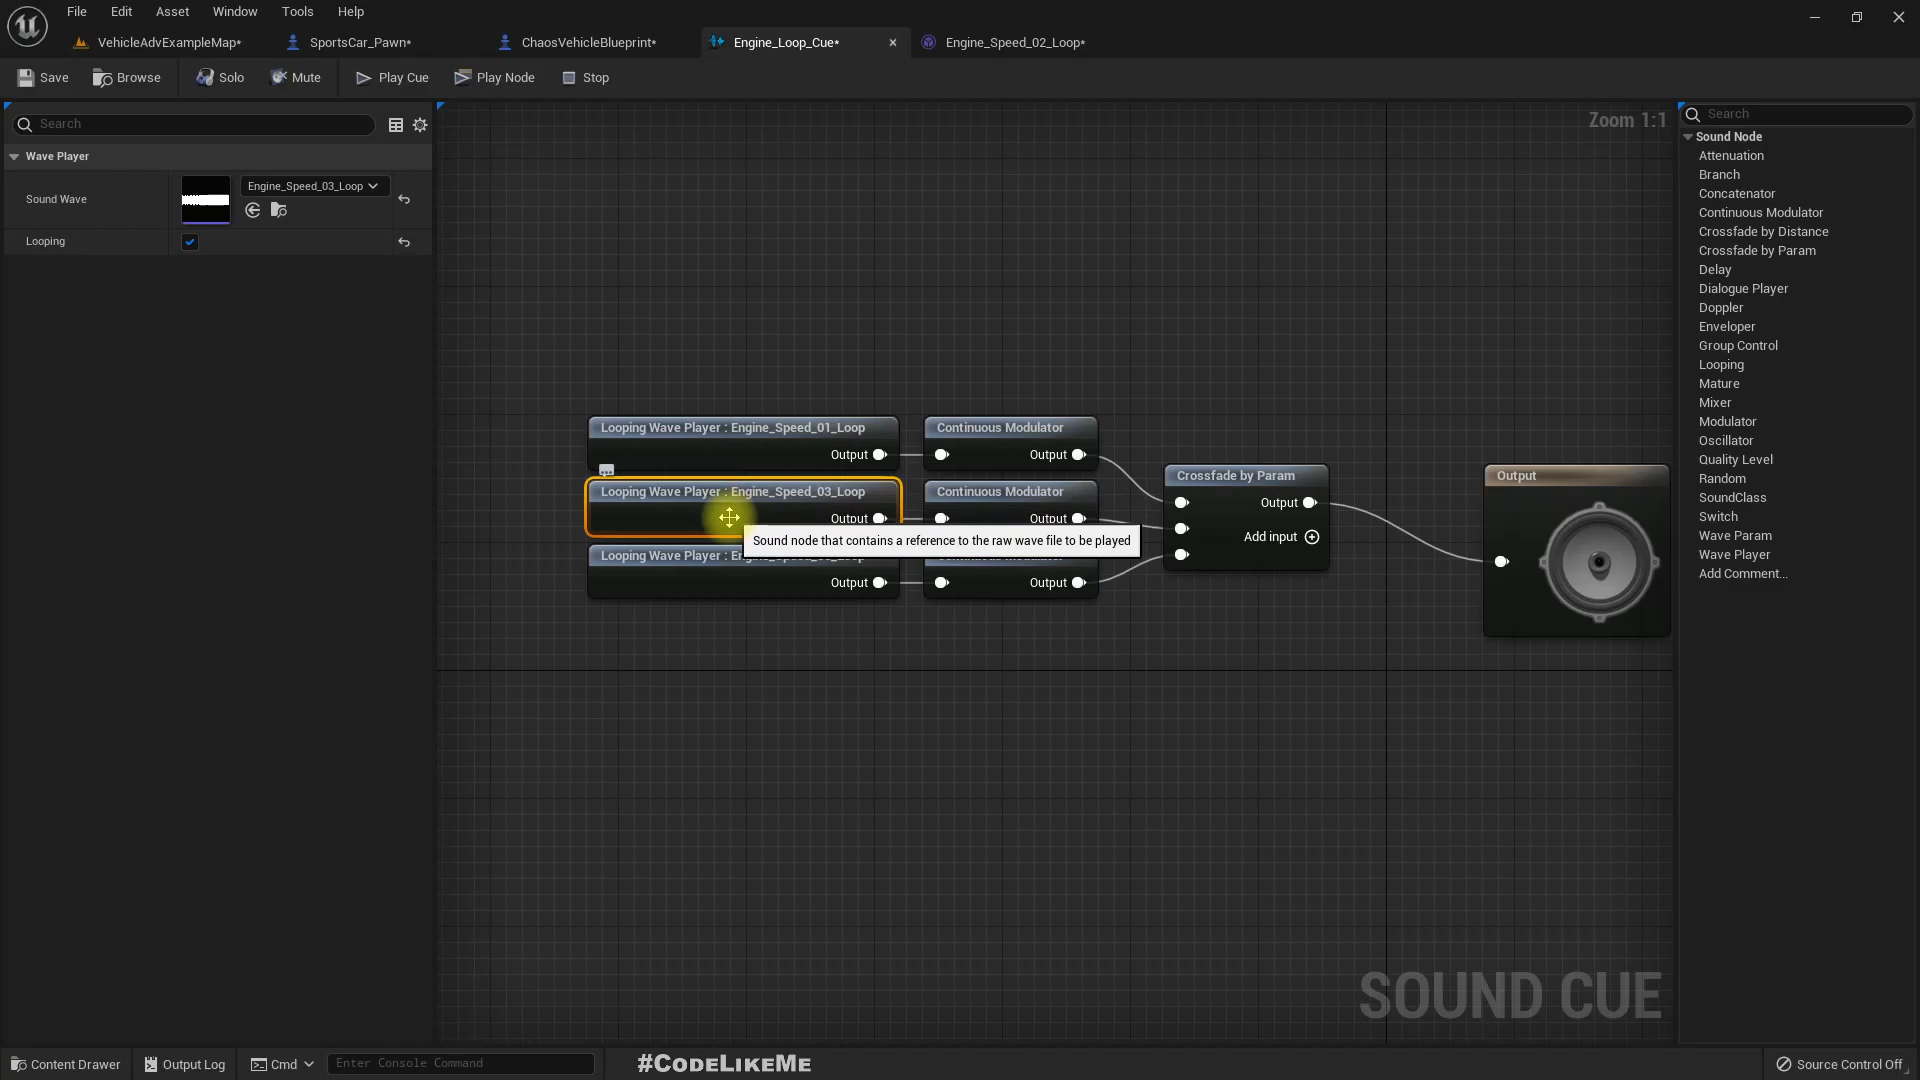 File Edit Asset Window Tools Help
VehicleAdvExampleMap* SportsCar_Pawn* ChaosVehicleBlueprint* Engine_Loop_Cue* Engine_Speed_02_Loop*
Save Browse Solo Mute Play Cue Play Node Stop
Search
Wave Player
Sound Wave
Engine_Speed_03_Loop
Looping
Zoom 1:1
Looping Wave Player : Engine_Speed_01_Loop
Output
Continuous Modulator
Output
Looping Wave Player : Engine_Speed_03_Loop
Output
Continuous Modulator
Output
Sound node that contains a reference to the raw wave file to be played
Looping Wave Player :
Output
Output
Crossfade by Param
Output
Add input
Output
SOUND CUE
Search
Sound Node
Attenuation
Branch
Concatenator
Continuous Modulator
Crossfade by Distance
Crossfade by Param
Delay
Dialogue Player
Doppler
Enveloper
Group Control
Looping
Mature
Mixer
Modulator
Oscillator
Quality Level
Random
SoundClass
Switch
Wave Param
Wave Player
Add Comment...
Content Drawer Output Log Cmd Enter Console Command #CodeLikeMe Source Control Off